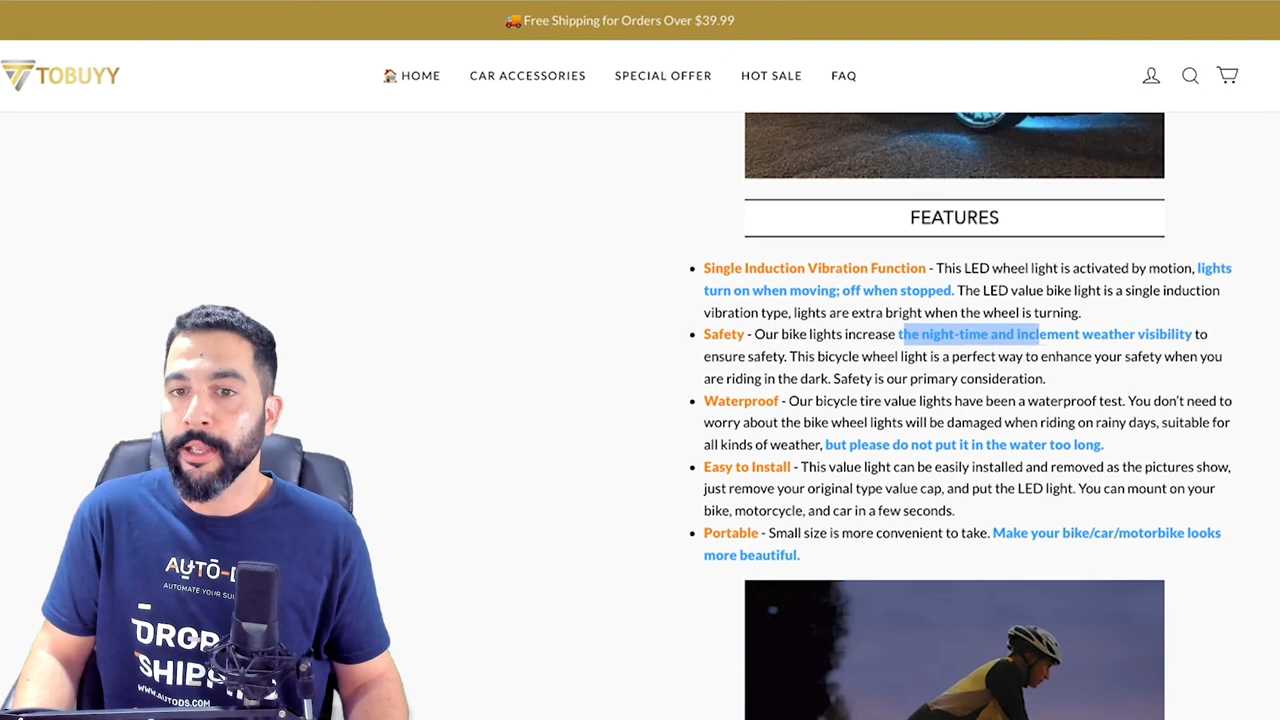 🚚 Free Shipping for Orders Over $39.99
TOBUYY
🏠 HOME
CAR ACCESSORIES
SPECIAL OFFER
HOT SALE
FAQ
FEATURES
• Single Induction Vibration Function - This LED wheel light is activated by motion, lights
turn on when moving; off when stopped. The LED value bike light is a single induction
vibration type, lights are extra bright when the wheel is turning.
• Safety - Our bike lights increase the night-time and inclement weather visibility to
ensure safety. This bicycle wheel light is a perfect way to enhance your safety when you
are riding in the dark. Safety is our primary consideration.
• Waterproof - Our bicycle tire value lights have been a waterproof test. You don't need to
worry about the bike wheel lights will be damaged when riding on rainy days, suitable for
all kinds of weather, but please do not put it in the water too long.
• Easy to Install - This value light can be easily installed and removed as the pictures show,
just remove your original type value cap, and put the LED light. You can mount on your
bike, motorcycle, and car in a few seconds.
• Portable - Small size is more convenient to take. Make your bike/car/motorbike looks
more beautiful.
AUTO-D
AUTOMATE YOUR SUC
DROP
SHIP
WWW.AUTODS.COM